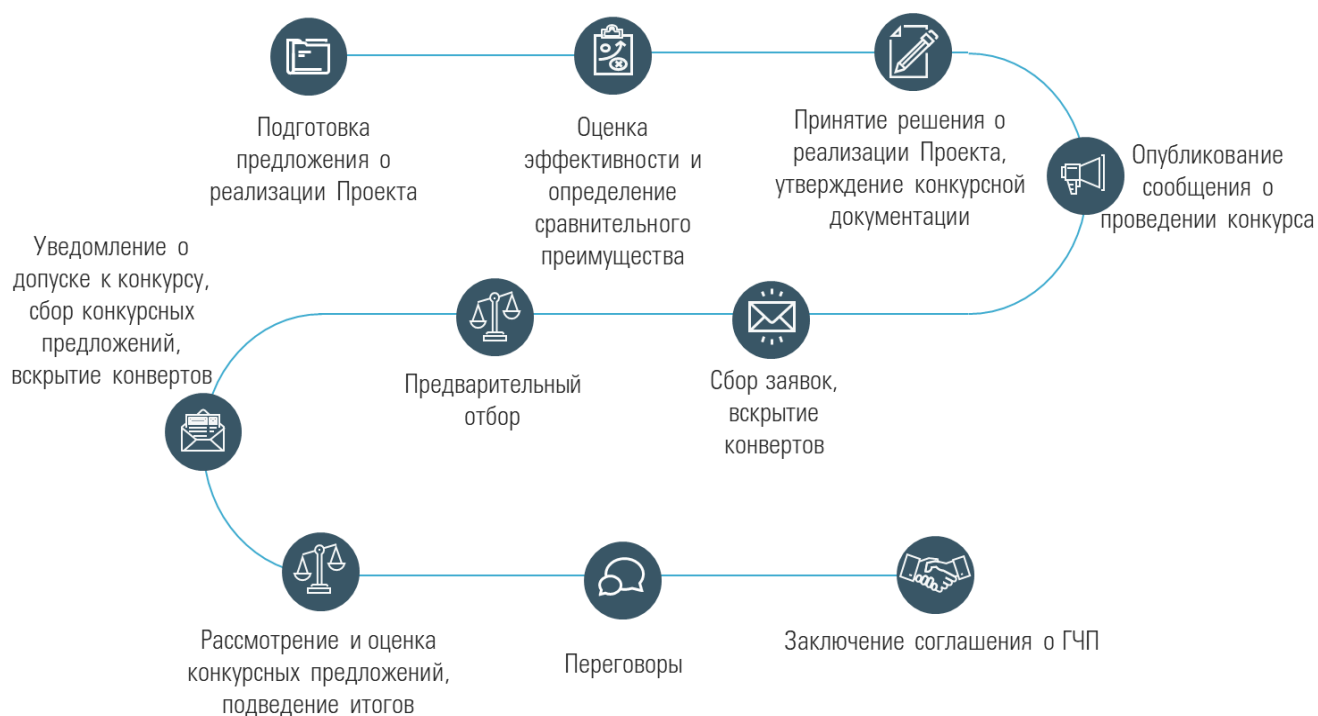 Подготовка
предложения о
реализации Проекта
Оценка
эффективности и
определение
сравнительного
преимущества
Принятие решения о
реализации Проекта,
утверждение конкурсной
документации
Опубликование
сообщения о
проведении конкурса
Сбор заявок,
вскрытие
конвертов
Предварительный
отбор
Уведомление о
допуске к конкурсу,
сбор конкурсных
предложений,
вскрытие конвертов
Рассмотрение и оценка
конкурсных предложений,
подведение итогов
Переговоры
Заключение соглашения о ГЧП